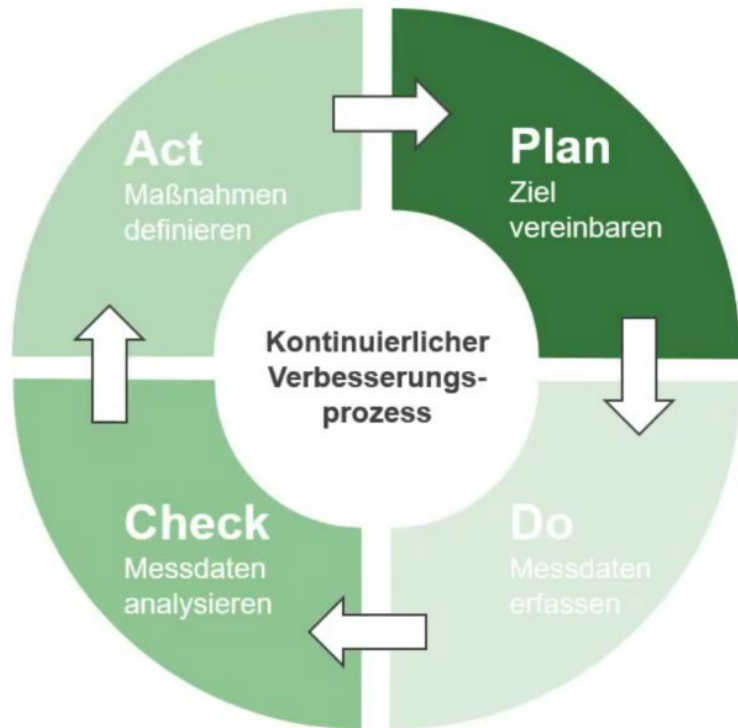 Act
Maßnahmen
definieren
Plan
Ziel
vereinbaren
Kontinuierlicher
Verbesserungs-
prozess
Check
Messdaten
analysieren
Do
Messdaten
erfassen